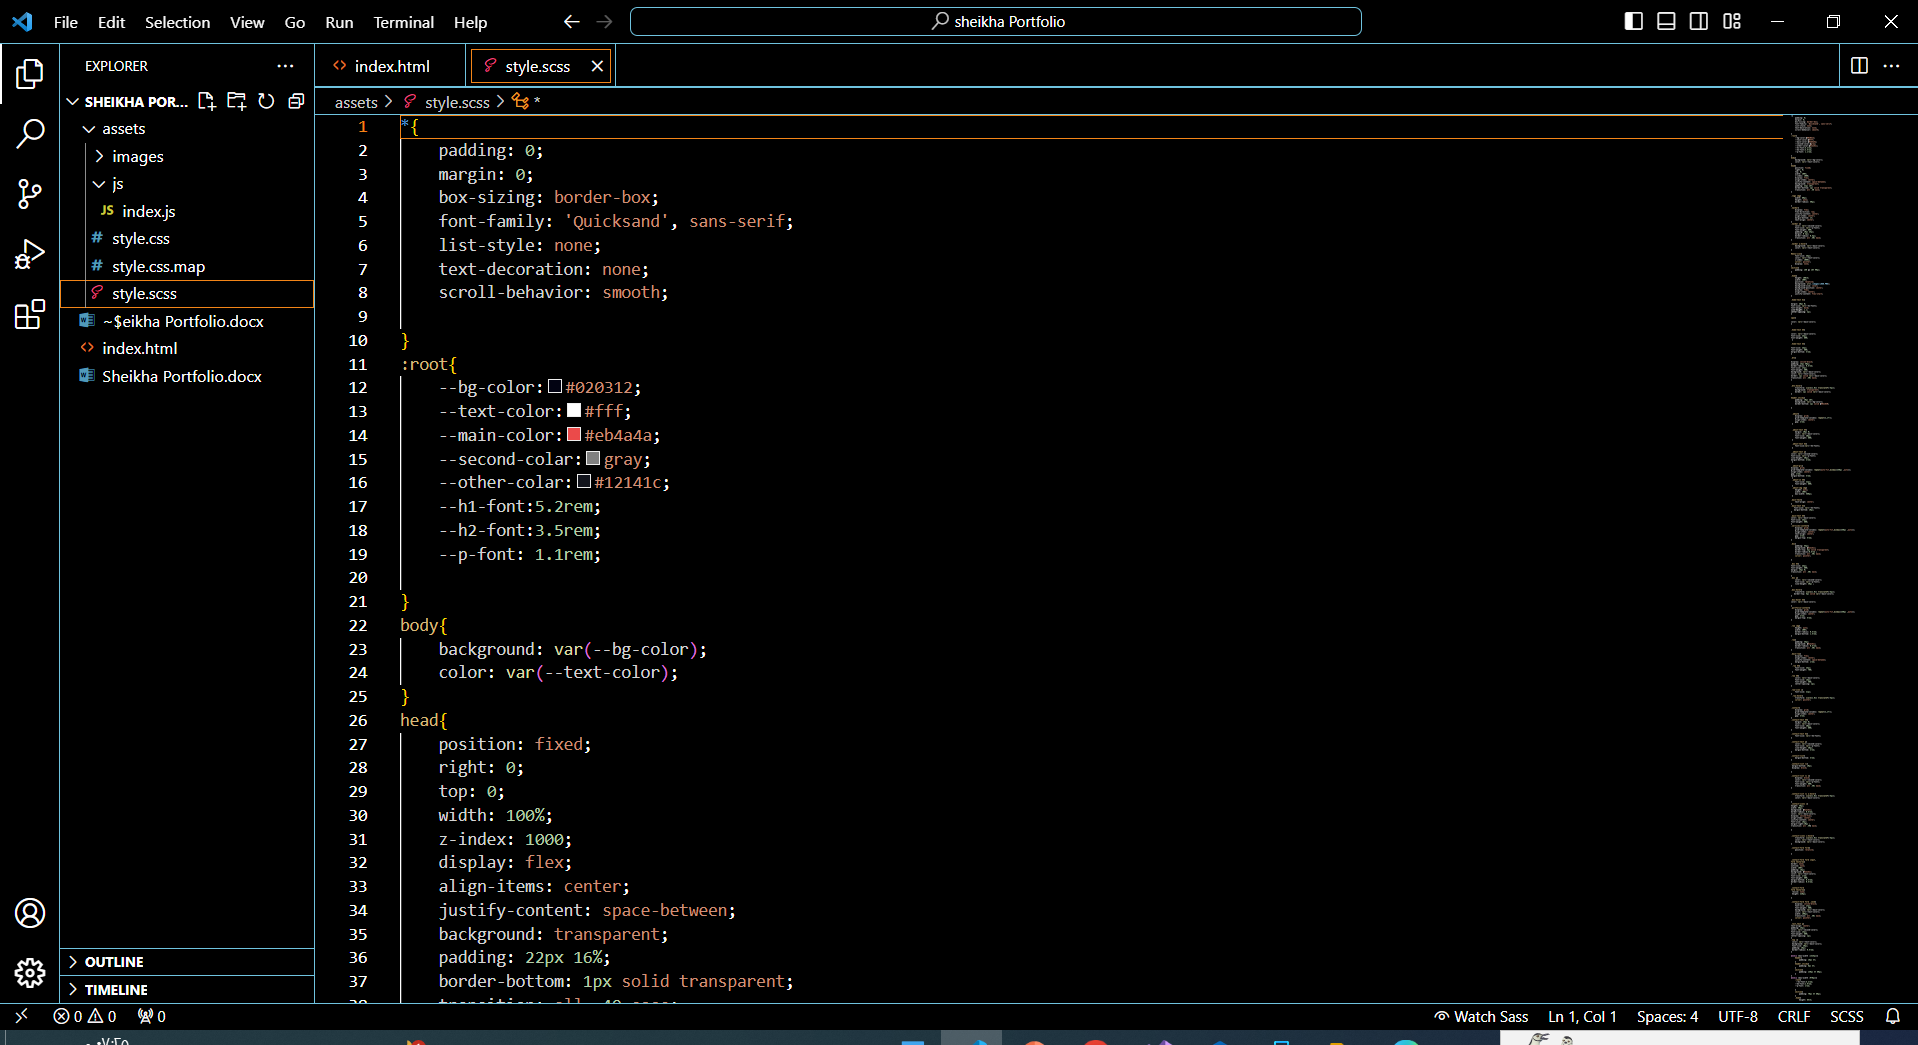 File Edit Selection View Go Run Terminal Help
sheikha Portfolio
EXPLORER
SHEIKHA POR...
assets
images
js
JS index.js
# style.css
# style.css.map
style.scss
~$eikha Portfolio.docx
<> index.html
Sheikha Portfolio.docx
OUTLINE
TIMELINE
<> index.html
style.scss
assets > style.scss > *
1 *{
2 padding: 0;
3 margin: 0;
4 box-sizing: border-box;
5 font-family: 'Quicksand', sans-serif;
6 list-style: none;
7 text-decoration: none;
8 scroll-behavior: smooth;
9
10 }
11 :root{
12 --bg-color:#020312;
13 --text-color:#fff;
14 --main-color:#eb4a4a;
15 --second-colar:gray;
16 --other-colar:#12141c;
17 --h1-font:5.2rem;
18 --h2-font:3.5rem;
19 --p-font: 1.1rem;
20
21 }
22 body{
23 background: var(--bg-color);
24 color: var(--text-color);
25 }
26 head{
27 position: fixed;
28 right: 0;
29 top: 0;
30 width: 100%;
31 z-index: 1000;
32 display: flex;
33 align-items: center;
34 justify-content: space-between;
35 background: transparent;
36 padding: 22px 16%;
37 border-bottom: 1px solid transparent;
0 0 0
Watch Sass Ln 1, Col 1 Spaces: 4 UTF-8 CRLF SCSS